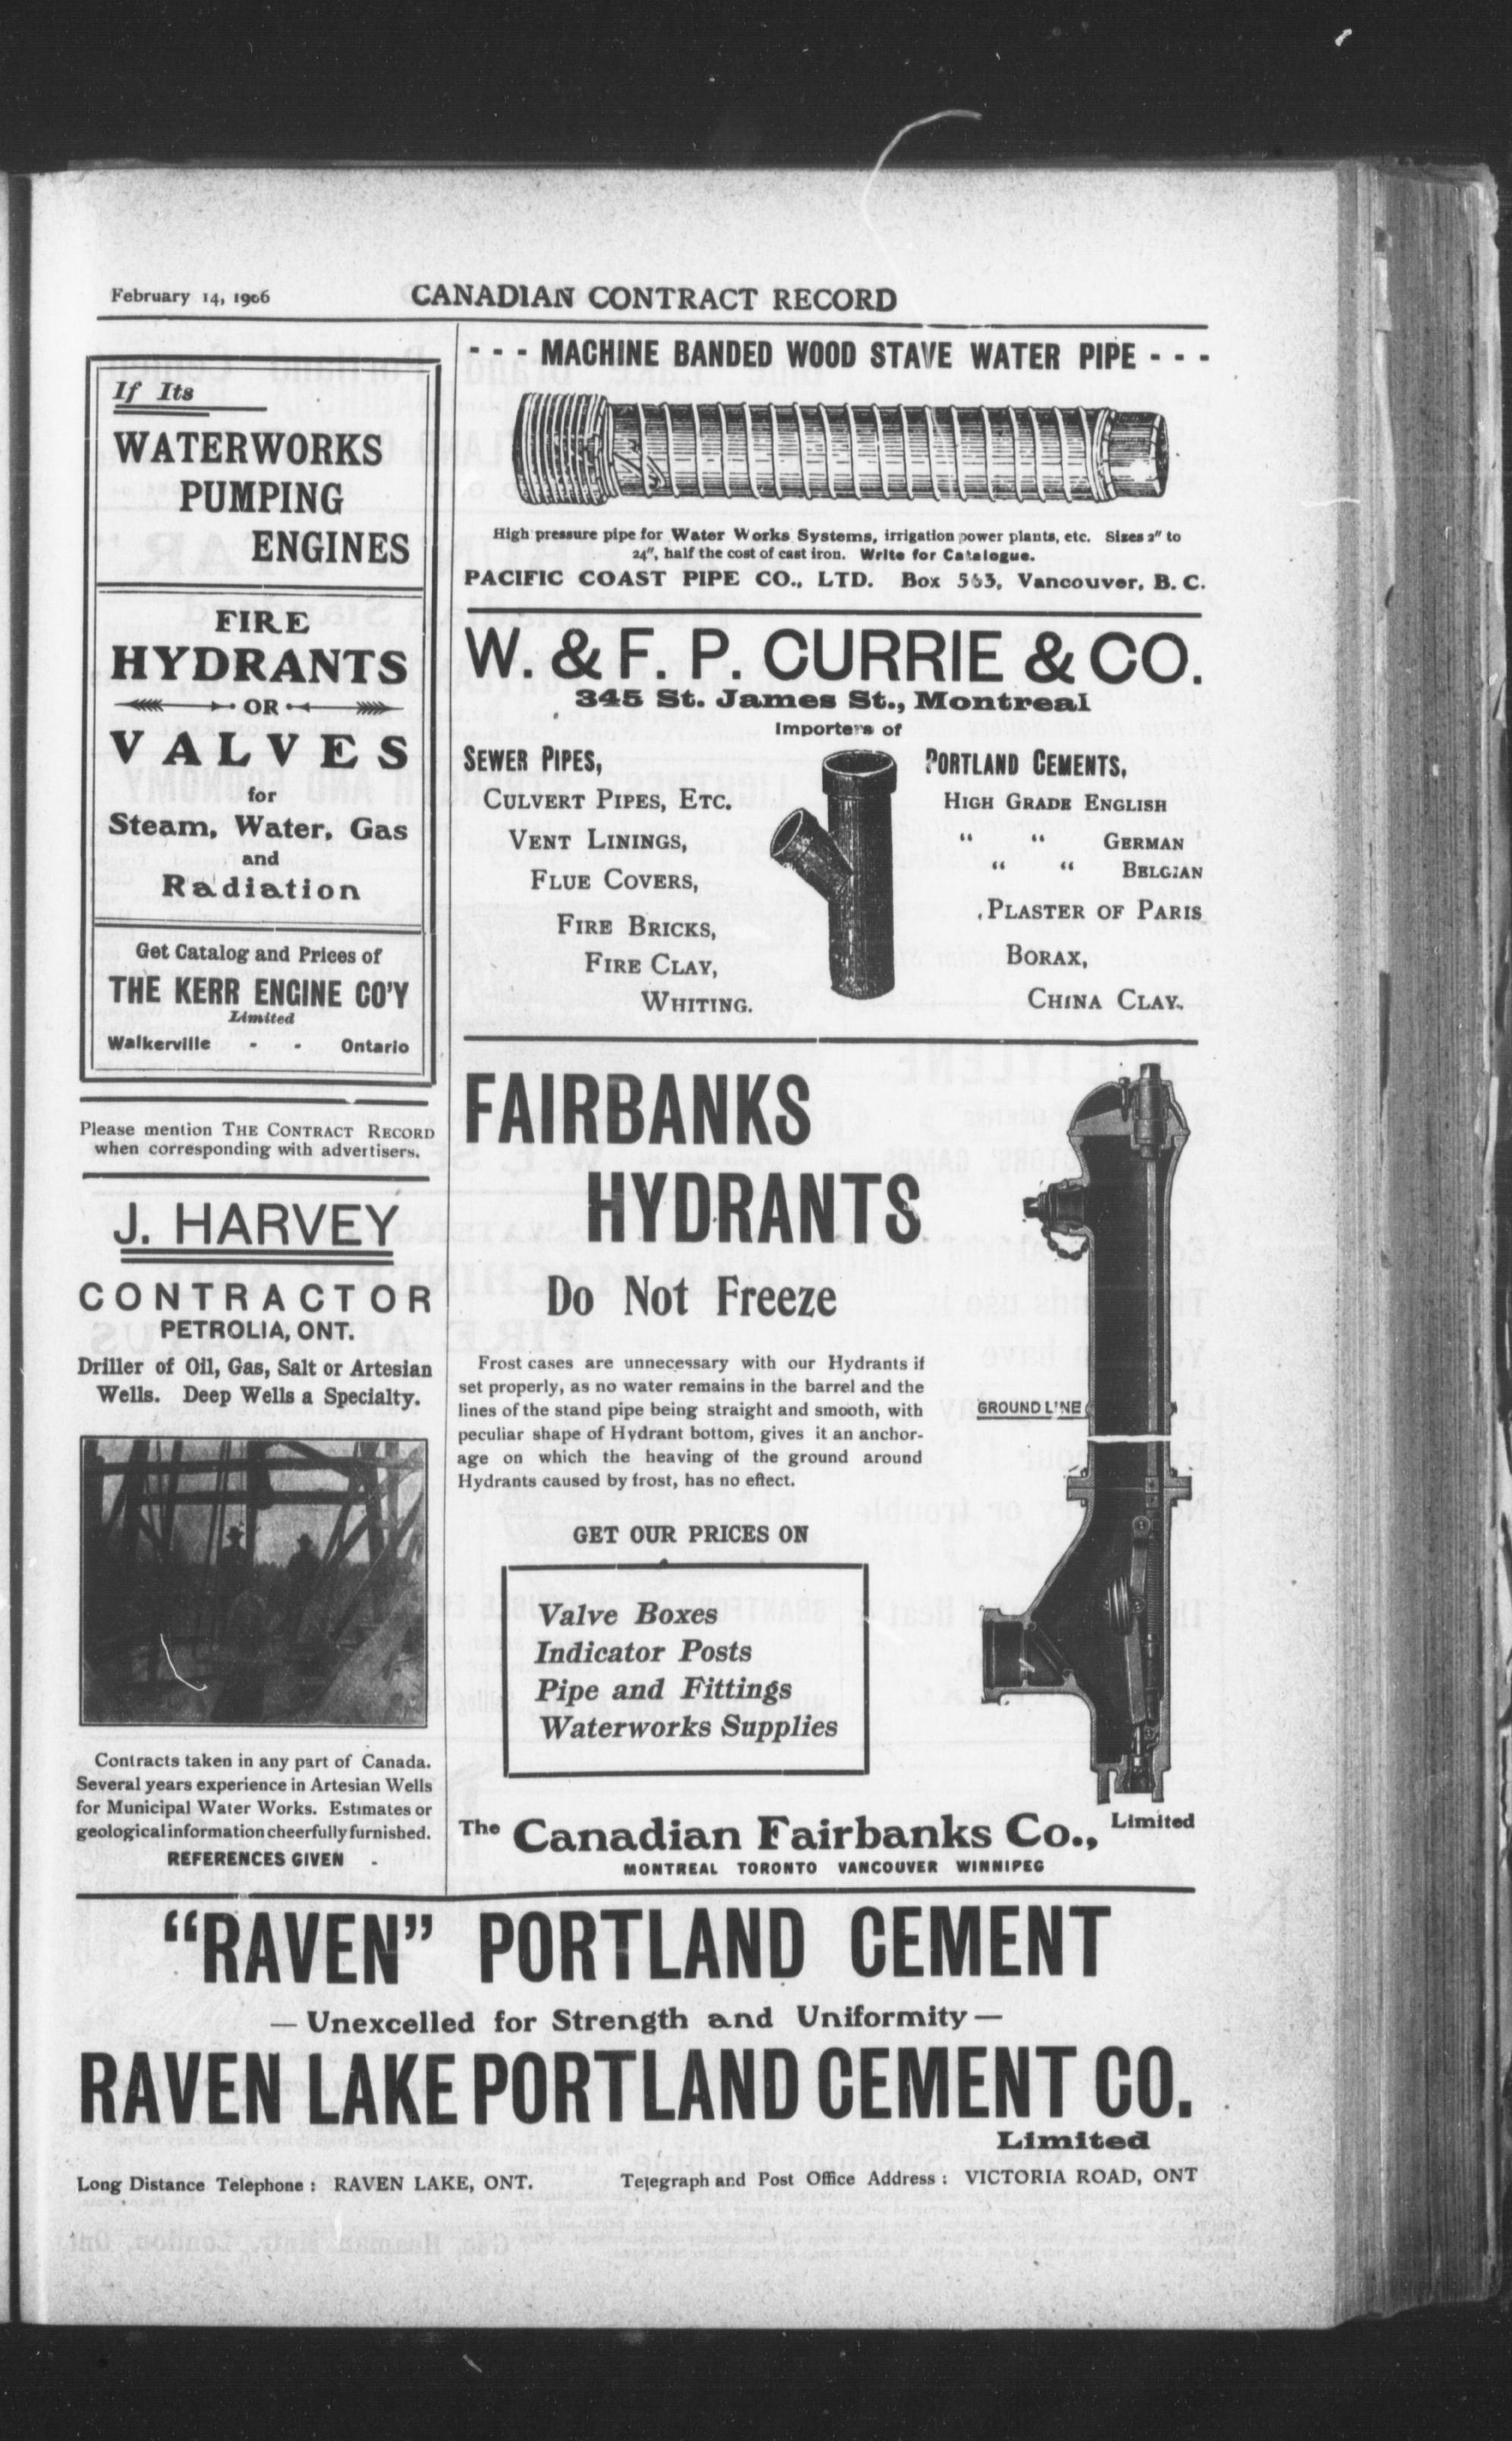 February 14, 1906
CANADIAN CONTRACT RECORD
If Its
WATERWORKS
PUMPING
ENGINES
FIRE
HYDRANTS
OR
VALVES
for
Steam, Water, Gas
and
Radiation
Get Catalog and Prices of
THE KERR ENGINE CO'Y
Limited
Walkerville - - Ontario
Please mention THE CONTRACT RECORD
when corresponding with advertisers.
J. HARVEY
CONTRACTOR
PETROLIA, ONT.
Driller of Oil, Gas, Salt or Artesian
Wells. Deep Wells a Specialty.
Contracts taken in any part of Canada.
Several years experience in Artesian Wells
for Municipal Water Works. Estimates or
geological information cheerfully furnished.
REFERENCES GIVEN -
- - - MACHINE BANDED WOOD STAVE WATER PIPE - - -
High pressure pipe for Water Works Systems, irrigation power plants, etc. Sizes 2" to
24", half the cost of cast iron. Write for Catalogue.
PACIFIC COAST PIPE CO., LTD. Box 563, Vancouver, B. C.
W. & F. P. CURRIE & CO.
345 St. James St., Montreal
Importers of
SEWER PIPES,
CULVERT PIPES, ETC.
VENT LININGS,
FLUE COVERS,
FIRE BRICKS,
FIRE CLAY,
WHITING.
PORTLAND CEMENTS,
HIGH GRADE ENGLISH
" " GERMAN
" " BELGIAN
PLASTER OF PARIS
BORAX,
CHINA CLAY.
FAIRBANKS
HYDRANTS
Do Not Freeze
Frost cases are unnecessary with our Hydrants if
set properly, as no water remains in the barrel and the
lines of the stand pipe being straight and smooth, with
peculiar shape of Hydrant bottom, gives it an anchor-
age on which the heaving of the ground around
Hydrants caused by frost, has no effect.
GROUND LINE
GET OUR PRICES ON
Valve Boxes
Indicator Posts
Pipe and Fittings
Waterworks Supplies
The Canadian Fairbanks Co., Limited
MONTREAL TORONTO VANCOUVER WINNIPEG
"RAVEN" PORTLAND CEMENT
— Unexcelled for Strength and Uniformity —
RAVEN LAKE PORTLAND CEMENT CO.
Limited
Long Distance Telephone : RAVEN LAKE, ONT. Telegraph and Post Office Address : VICTORIA ROAD, ONT